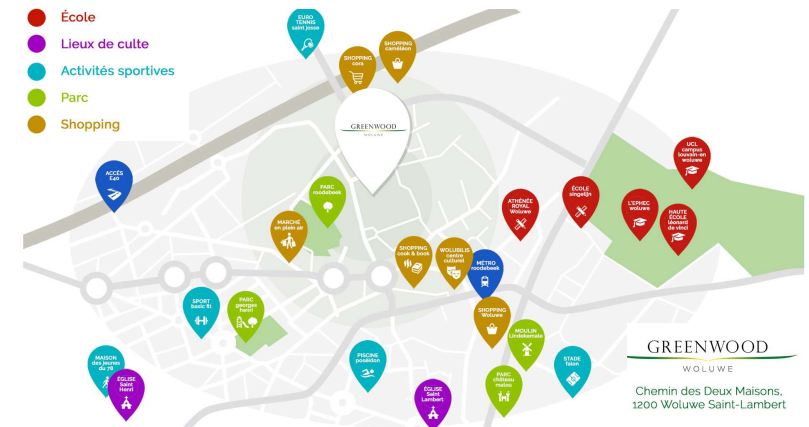 École
Lieux de culte
Activités sportives
Parc
Shopping
EURO
TENNIS
saint josse
SHOPPING
cora
SHOPPING
caméléon
GREENWOOD
WOLUWE
ACCÈS
E40
PARC
roodebeek
MARCHÉ
en plein air
ATHÉNÉE
ROYAL
Woluwe
ÉCOLE
singelijn
UCL
campus
louvain-en
woluwe
L'EPHEC
woluwe
HAUTE
ÉCOLE
léonard
de vinci
SHOPPING
cook & book
WOLUBILIS
centre
culturel
MÉTRO
roodebeek
SHOPPING
Woluwe
SPORT
basic fit
PARC
georges
henri
MOULIN
Lindekemale
MAISON
des jeunes
du 78
ÉGLISE
Saint
Henri
PISCINE
poséidon
ÉGLISE
Saint
Lambert
PARC
château
malou
STADE
fallon
GREENWOOD
WOLUWE
Chemin des Deux Maisons,
1200 Woluwe Saint-Lambert